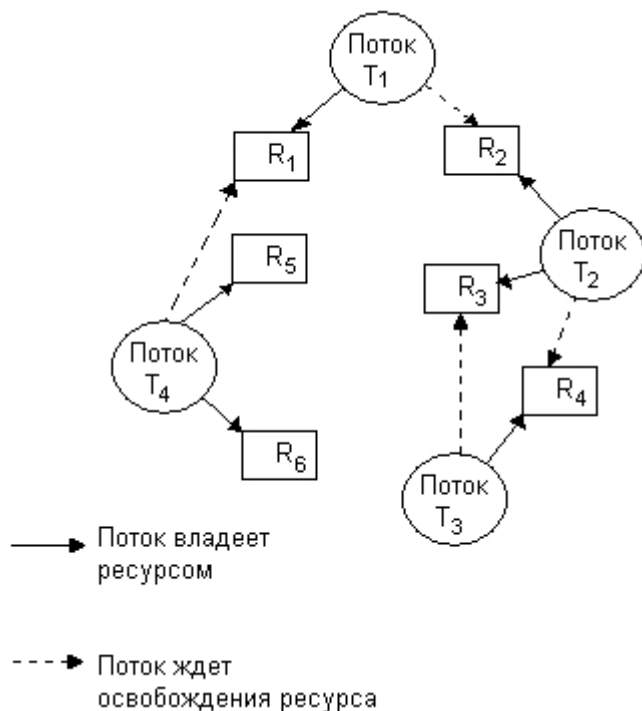 Поток
T1
R1
R2
R5
Поток
T2
R3
Поток
T4
R4
R6
Поток
T3
Поток владеет
ресурсом
Поток ждет
освобождения ресурса